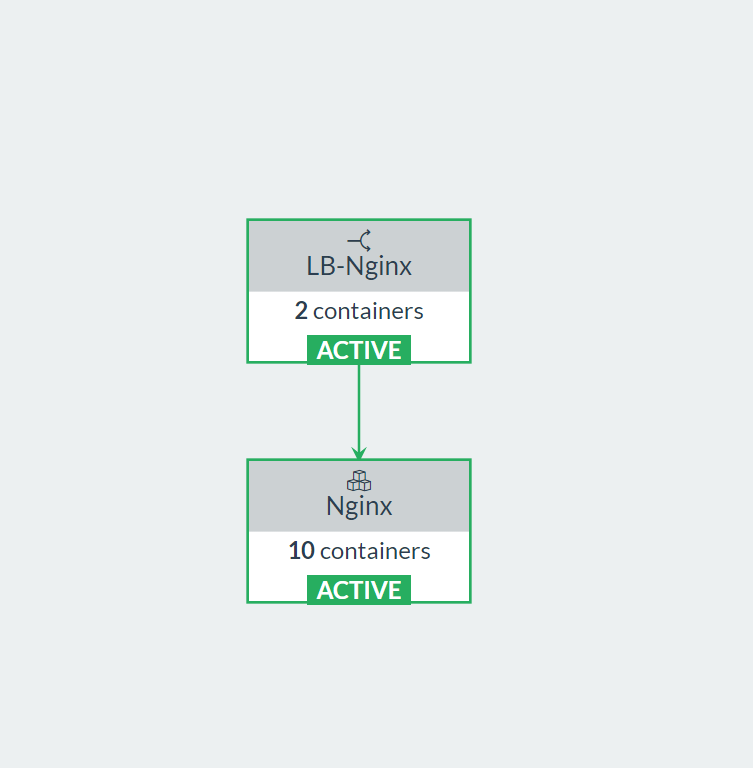 LB-Nginx
2 containers
ACTIVE
Nginx
10 containers
ACTIVE